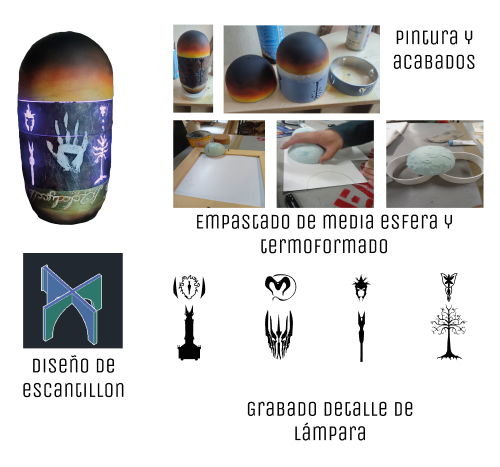 Pintura y
acabados
Empastado de media esfera y
termoformado
Diseño de
escantillon
Grabado detalle de
Lámpara